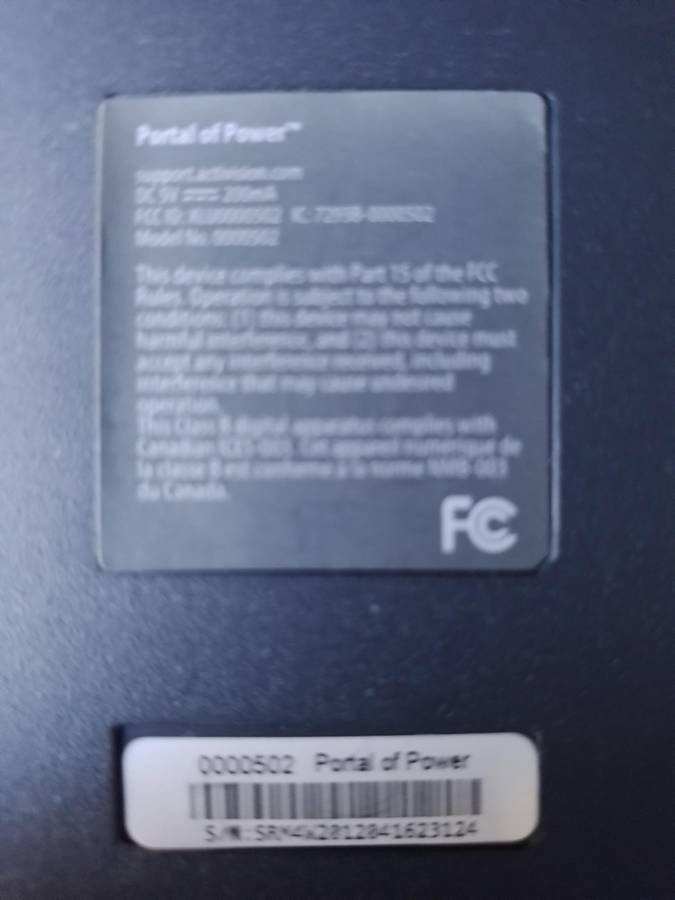 Portal of Power™
support.activision.com
DC 5V 200mA
FCC ID: XLU0000502 IC: 7293B-0000502
Model No. 0000502
This device complies with Part 15 of the FCC
Rules. Operation is subject to the following two
conditions: (1) this device may not cause
harmful interference, and (2) this device must
accept any interference received, including
interference that may cause undesired
operation.
This Class B digital apparatus complies with
Canadian ICES-003. Cet appareil numérique de
la classe B est conforme à la norme NMB-003
du Canada.
FC
0000502 Portal of Power
S/N:SRM4W2012041623124